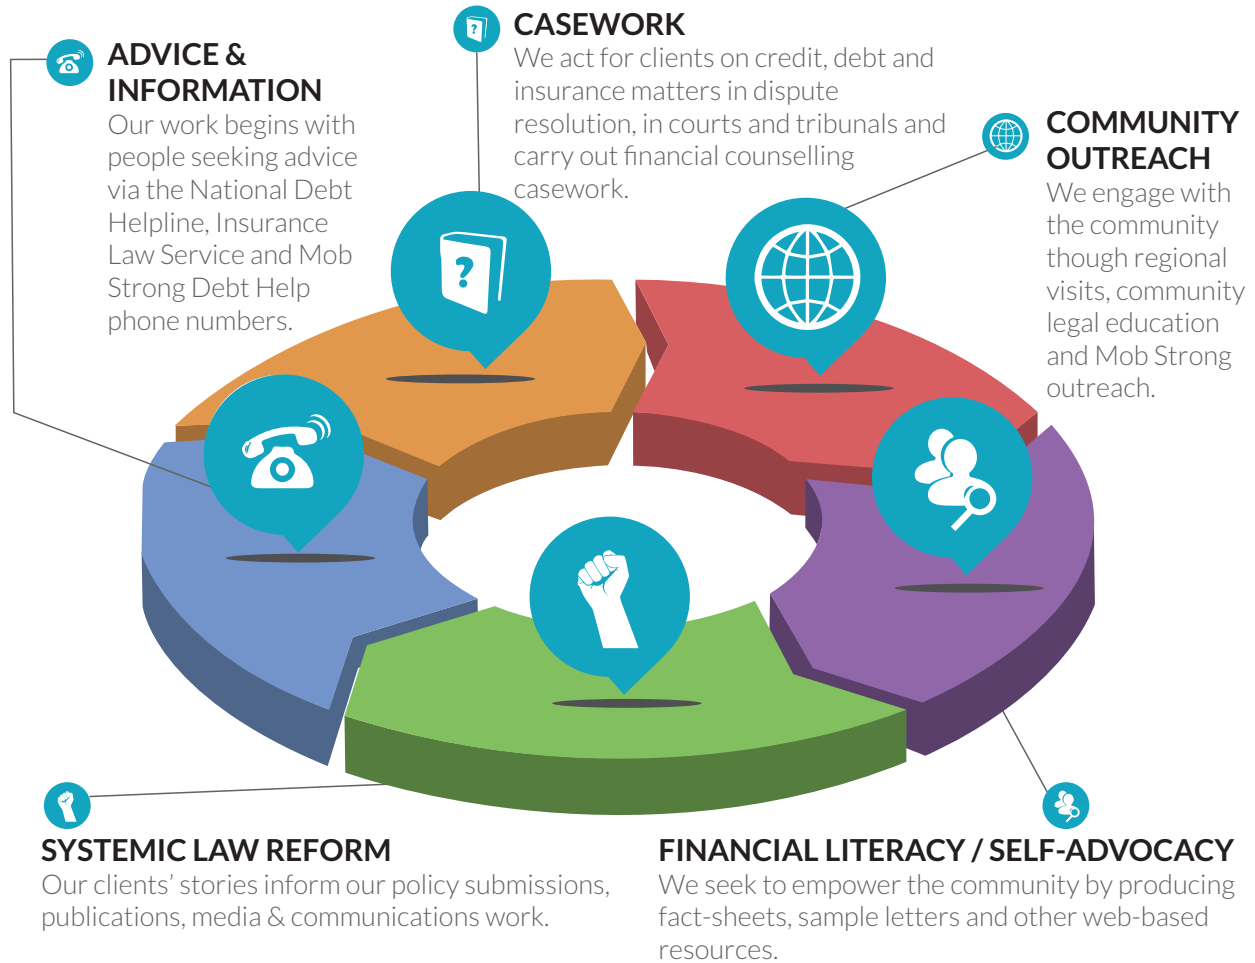 ADVICE &
INFORMATION
Our work begins with
people seeking advice
via the National Debt
Helpline, Insurance
Law Service and Mob
Strong Debt Help
phone numbers.
CASEWORK
We act for clients on credit, debt and
insurance matters in dispute
resolution, in courts and tribunals and
carry out financial counselling
casework.
COMMUNITY
OUTREACH
We engage with
the community
though regional
visits, community
legal education
and Mob Strong
outreach.
?
?
SYSTEMIC LAW REFORM
Our clients’ stories inform our policy submissions,
publications, media & communications work.
FINANCIAL LITERACY / SELF-ADVOCACY
We seek to empower the community by producing
fact-sheets, sample letters and other web-based
resources.